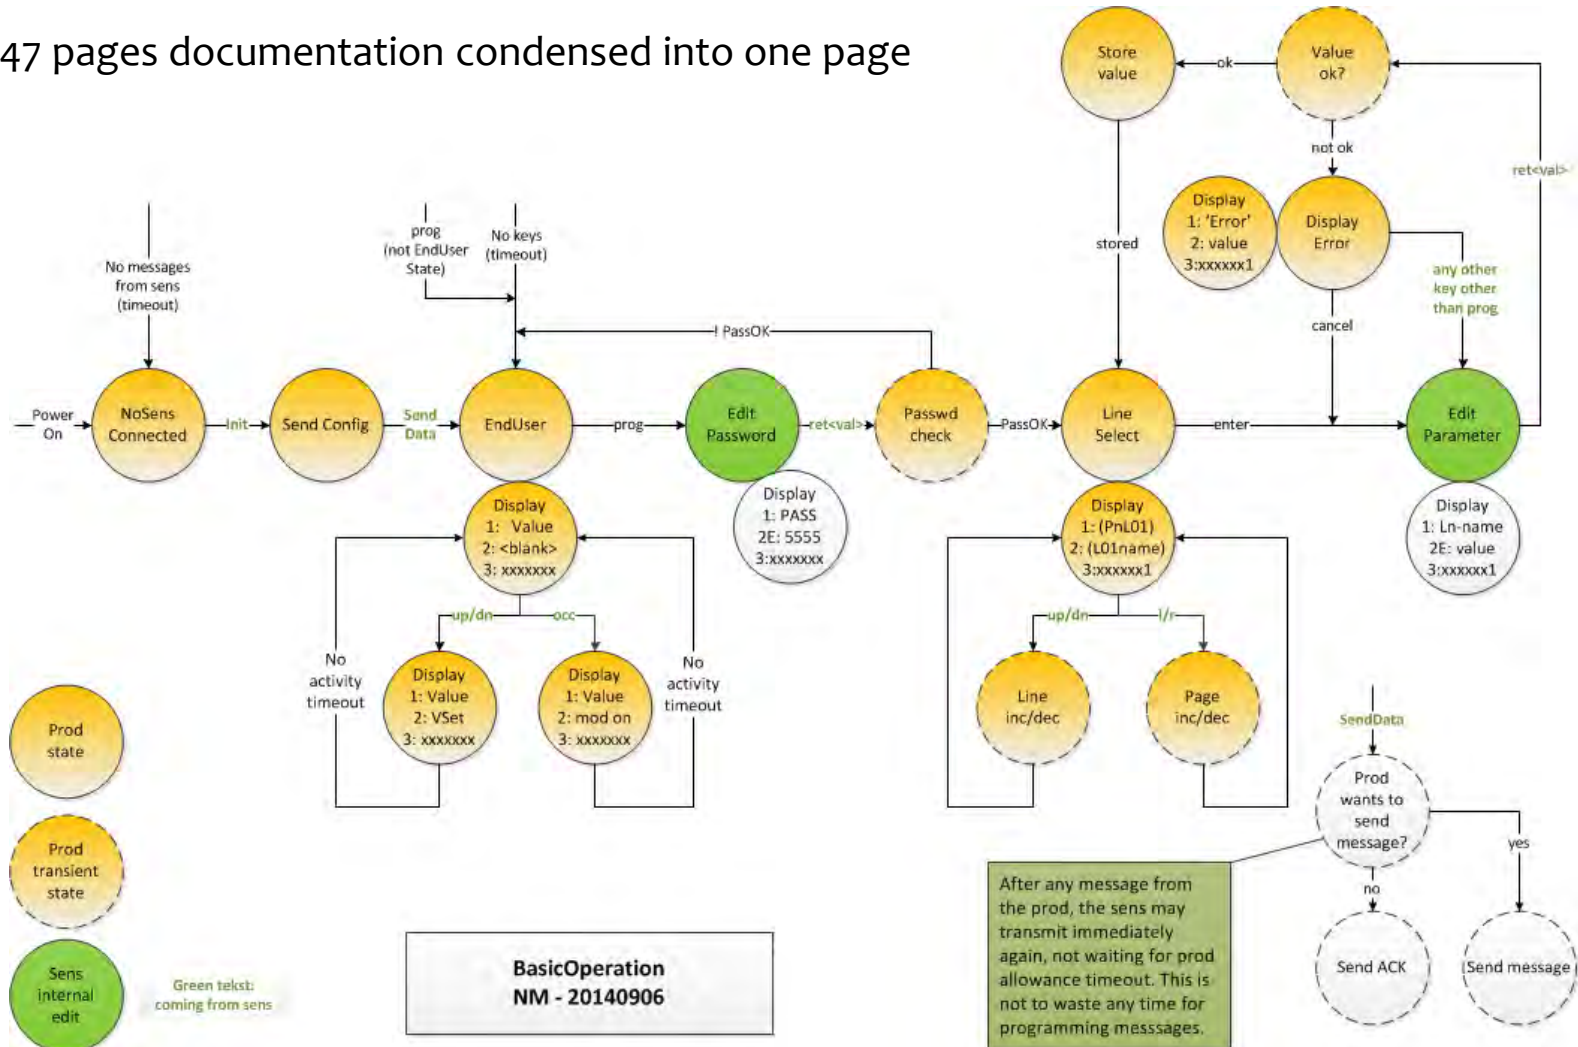 47 pages documentation condensed into one page
Store
value
ok
Value
ok?
not ok
ret<val>
Display
1: 'Error'
2: value
3:xxxxxx1
Display
Error
stored
any other
key other
than prog
cancel
No messages
from sens
(timeout)
prog
(not EndUser
State)
No keys
(timeout)
! PassOK
Power
On
NoSens
Connected
Init
Send Config
Send
Data
EndUser
prog
Edit
Password
ret<val>
Passwd
check
PassOK
Line
Select
enter
Edit
Parameter
Display
1: Value
2: <blank>
3: xxxxxxx
Display
1: PASS
2E: 5555
3:xxxxxxx
Display
1: (PnL01)
2: (L01name)
3:xxxxxx1
Display
1: Ln-name
2E: value
3:xxxxxx1
up/dn
occ
up/dn
l/r
No
activity
timeout
Display
1: Value
2: VSet
3: xxxxxxx
Display
1: Value
2: mod on
3: xxxxxxx
No
activity
timeout
Line
inc/dec
Page
inc/dec
Prod
state
SendData
Prod
wants to
send
message?
yes
no
Prod
transient
state
After any message from
the prod, the sens may
transmit immediately
again, not waiting for prod
allowance timeout. This is
not to waste any time for
programming messsages.
Send ACK
Send message
Sens
internal
edit
Green tekst:
coming from sens
BasicOperation
NM - 20140906